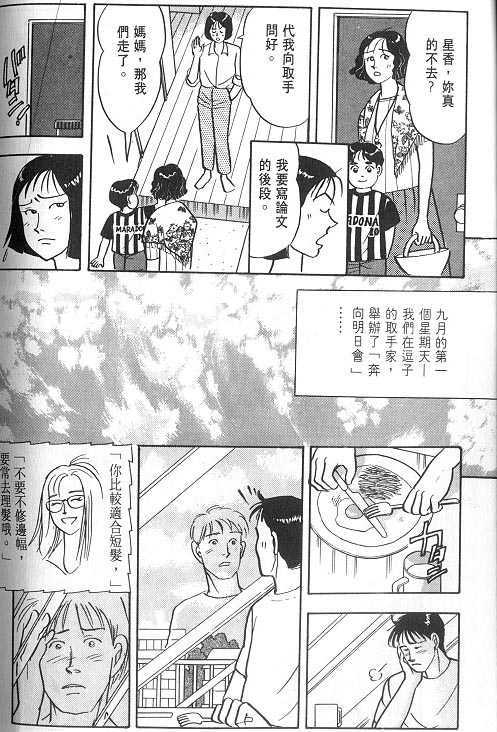 星香，妳真
的不去？
代我向取手
問好。
媽媽，那我
們走了。
MARADO
DONA
10
我要寫論文
的後段。
九月的第一
個星期天—
我們在逗子
的取手家，
舉辦了「奔
向明日會」
……
「你比較適合短髮，」
「不要不修邊幅，
要常去理髮哦。」